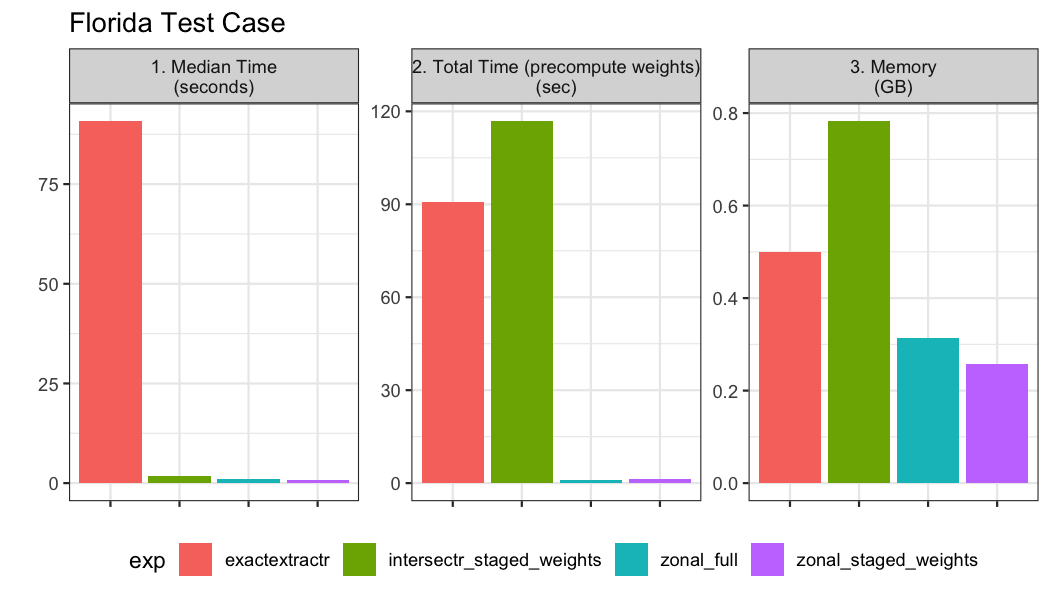 Florida Test Case
1. Median Time
(seconds)
75
50
25
0
2. Total Time (precompute weights)
(sec)
120
90
60
30
0
3. Memory
(GB)
0.8
0.6
0.4
0.2
0.0
exp exactextractr intersectr_staged_weights zonal_full zonal_staged_weights